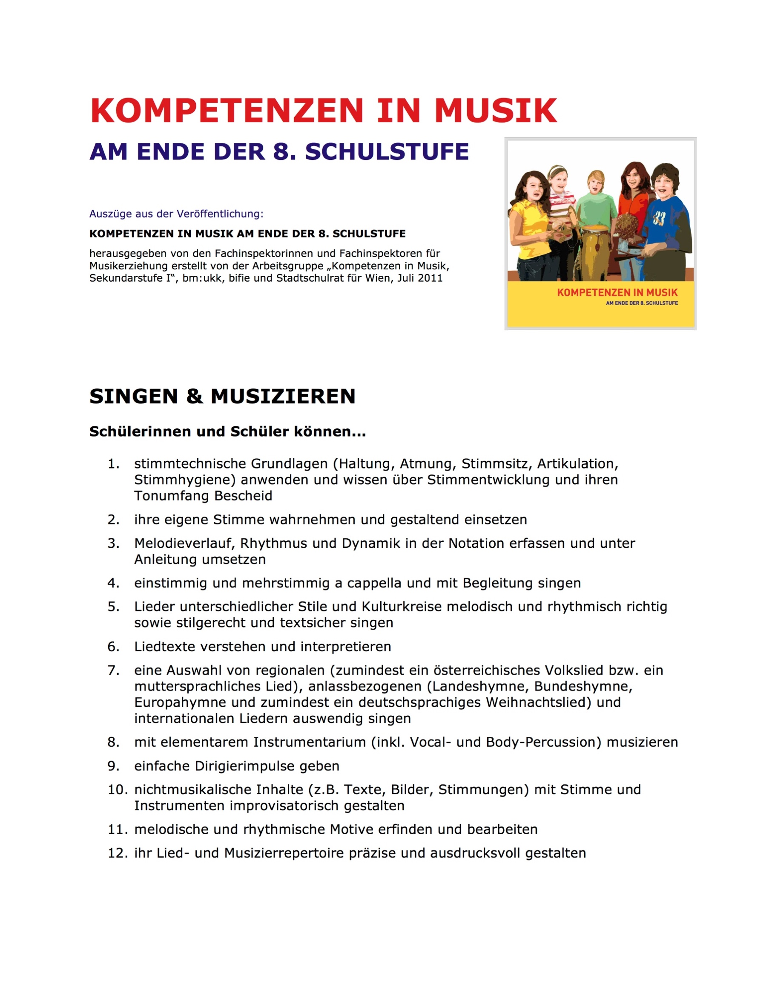 KOMPETENZEN IN MUSIK
AM ENDE DER 8. SCHULSTUFE
Auszüge aus der Veröffentlichung:
KOMPETENZEN IN MUSIK AM ENDE DER 8. SCHULSTUFE
herausgegeben von den Fachinspektorinnen und Fachinspektoren für
Musikerziehung erstellt von der Arbeitsgruppe „Kompetenzen in Musik,
Sekundarstufe I“, bm:ukk, bifie und Stadtschulrat für Wien, Juli 2011
33
KOMPETENZEN IN MUSIK
AM ENDE DER 8. SCHULSTUFE
SINGEN & MUSIZIEREN
Schülerinnen und Schüler können...
1. stimmtechnische Grundlagen (Haltung, Atmung, Stimmsitz, Artikulation,
Stimmhygiene) anwenden und wissen über Stimmentwicklung und ihren
Tonumfang Bescheid
2. ihre eigene Stimme wahrnehmen und gestaltend einsetzen
3. Melodieverlauf, Rhythmus und Dynamik in der Notation erfassen und unter
Anleitung umsetzen
4. einstimmig und mehrstimmig a cappella und mit Begleitung singen
5. Lieder unterschiedlicher Stile und Kulturkreise melodisch und rhythmisch richtig
sowie stilgerecht und textsicher singen
6. Liedtexte verstehen und interpretieren
7. eine Auswahl von regionalen (zumindest ein österreichisches Volkslied bzw. ein
muttersprachliches Lied), anlassbezogenen (Landeshymne, Bundeshymne,
Europahymne und zumindest ein deutschsprachiges Weihnachtslied) und
internationalen Liedern auswendig singen
8. mit elementarem Instrumentarium (inkl. Vocal- und Body-Percussion) musizieren
9. einfache Dirigierimpulse geben
10. nichtmusikalische Inhalte (z.B. Texte, Bilder, Stimmungen) mit Stimme und
Instrumenten improvisatorisch gestalten
11. melodische und rhythmische Motive erfinden und bearbeiten
12. ihr Lied- und Musizierrepertoire präzise und ausdrucksvoll gestalten